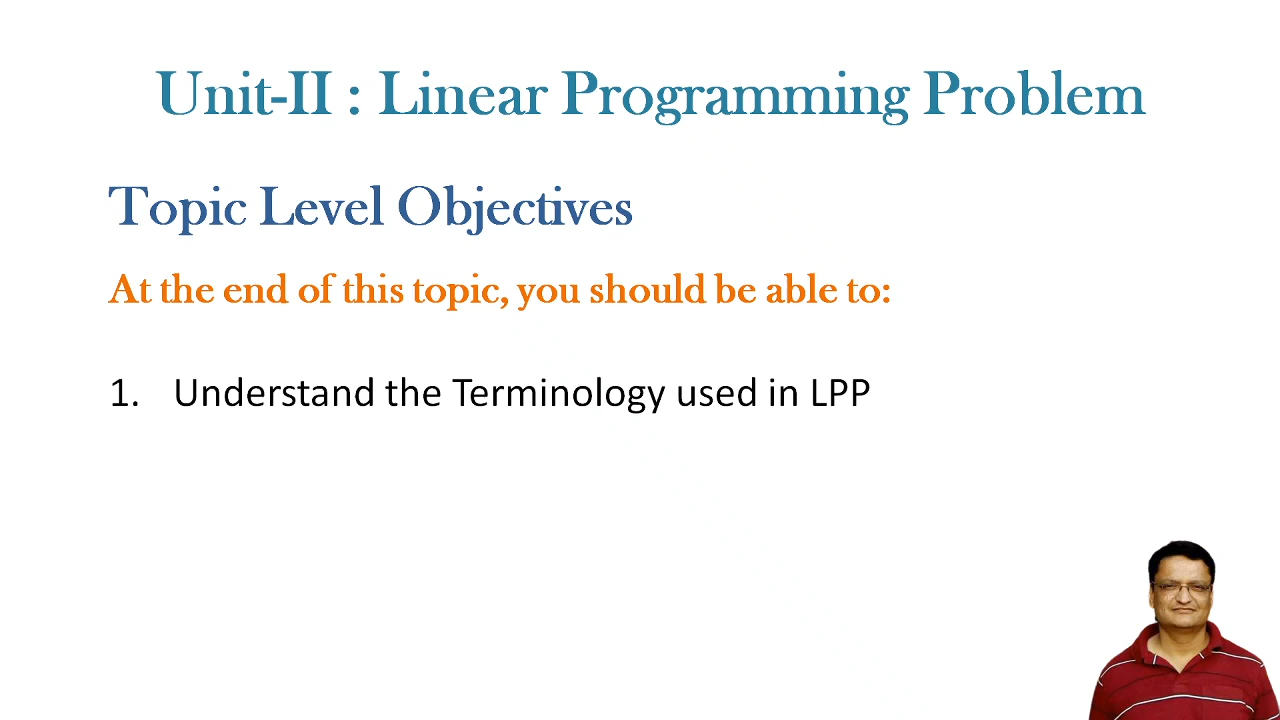 Unit-II : Linear Programming Problem
Topic Level Objectives
At the end of this topic, you should be able to:
1. Understand the Terminology used in LPP